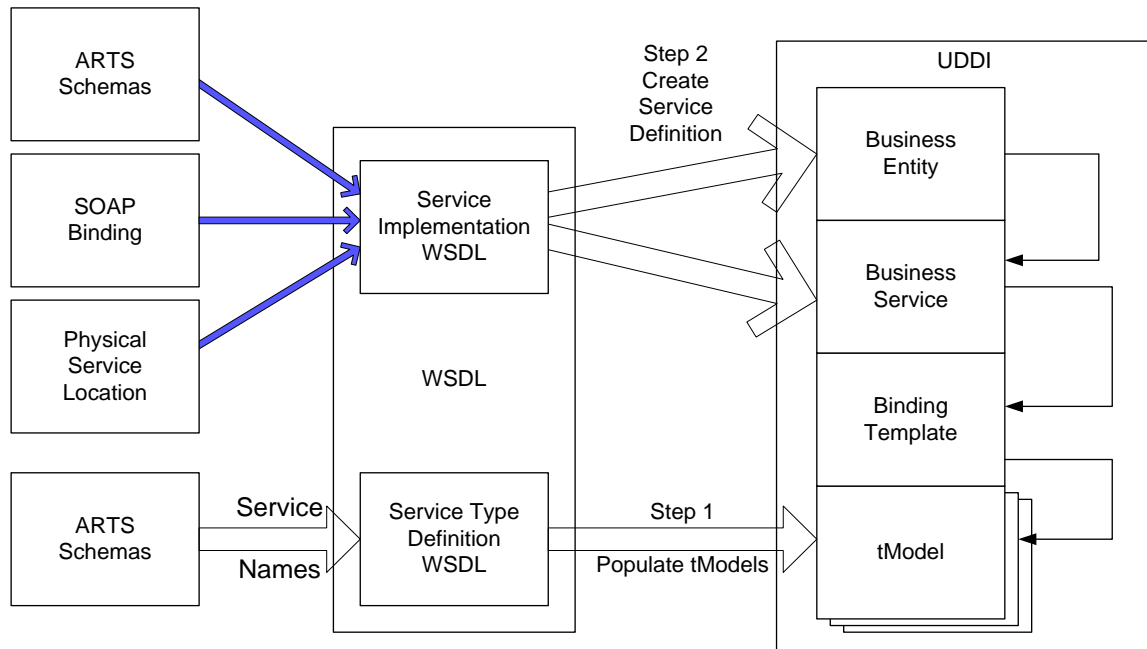 ARTS
Schemas
SOAP
Binding
Physical
Service
Location
ARTS
Schemas
Service
Names
Service
Implementation
WSDL
WSDL
Service Type
Definition
WSDL
Step 2
Create
Service
Definition
Step 1
Populate tModels
UDDI
Business
Entity
Business
Service
Binding
Template
tModel